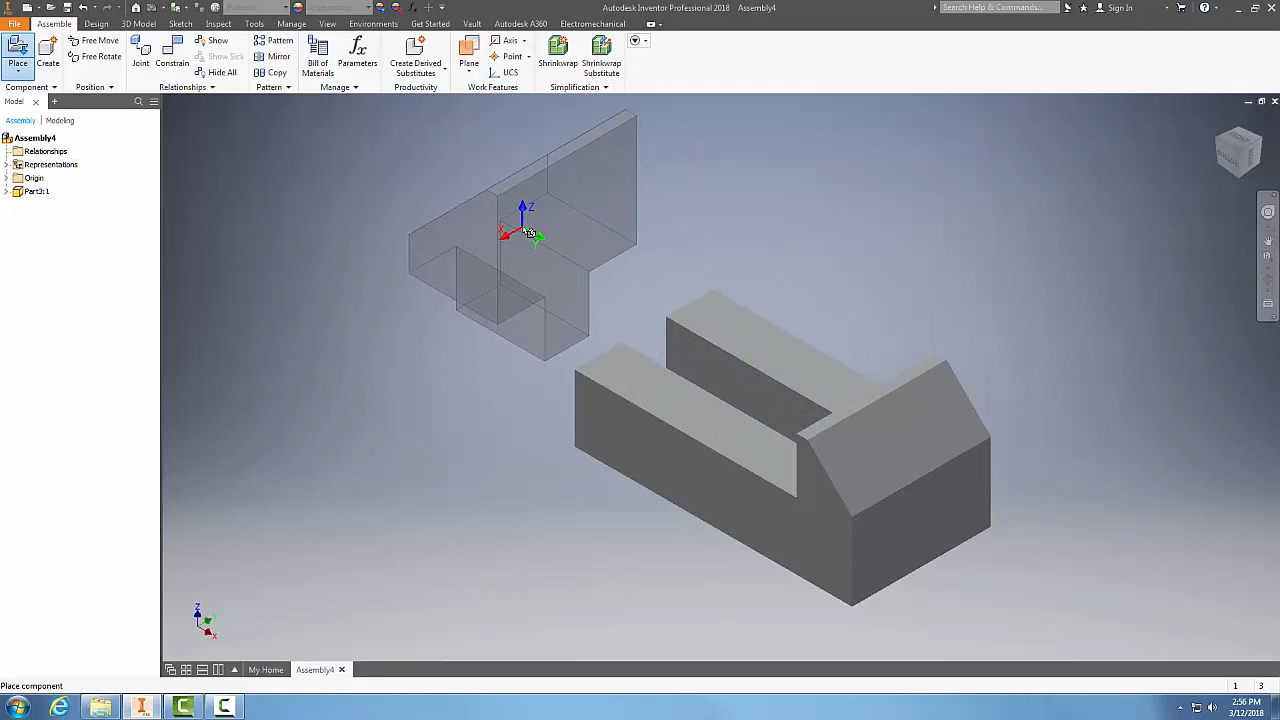 Autodesk Inventor Professional 2018 Assembly4
Search Help & Commands...
Sign In
File Assemble Design 3D Model Sketch Inspect Tools Manage View Environments Get Started Vault Autodesk A360 Electromechanical
Place
Create
Free Move
Free Rotate
Joint
Constrain
Show
Show Sick
Hide All
Pattern
Mirror
Copy
Bill of
Materials
Parameters
Create Derived
Substitutes
Plane
Axis
Point
UCS
Shrinkwrap
Shrinkwrap
Substitute
Component Position Relationships Pattern Manage Productivity Work Features Simplification
Model
Assembly Modeling
Assembly4
Relationships
Representations
Origin
Part3:1
Z
X
Y
Z
X
My Home Assembly4
Place component
1 3
2:56 PM
3/12/2018